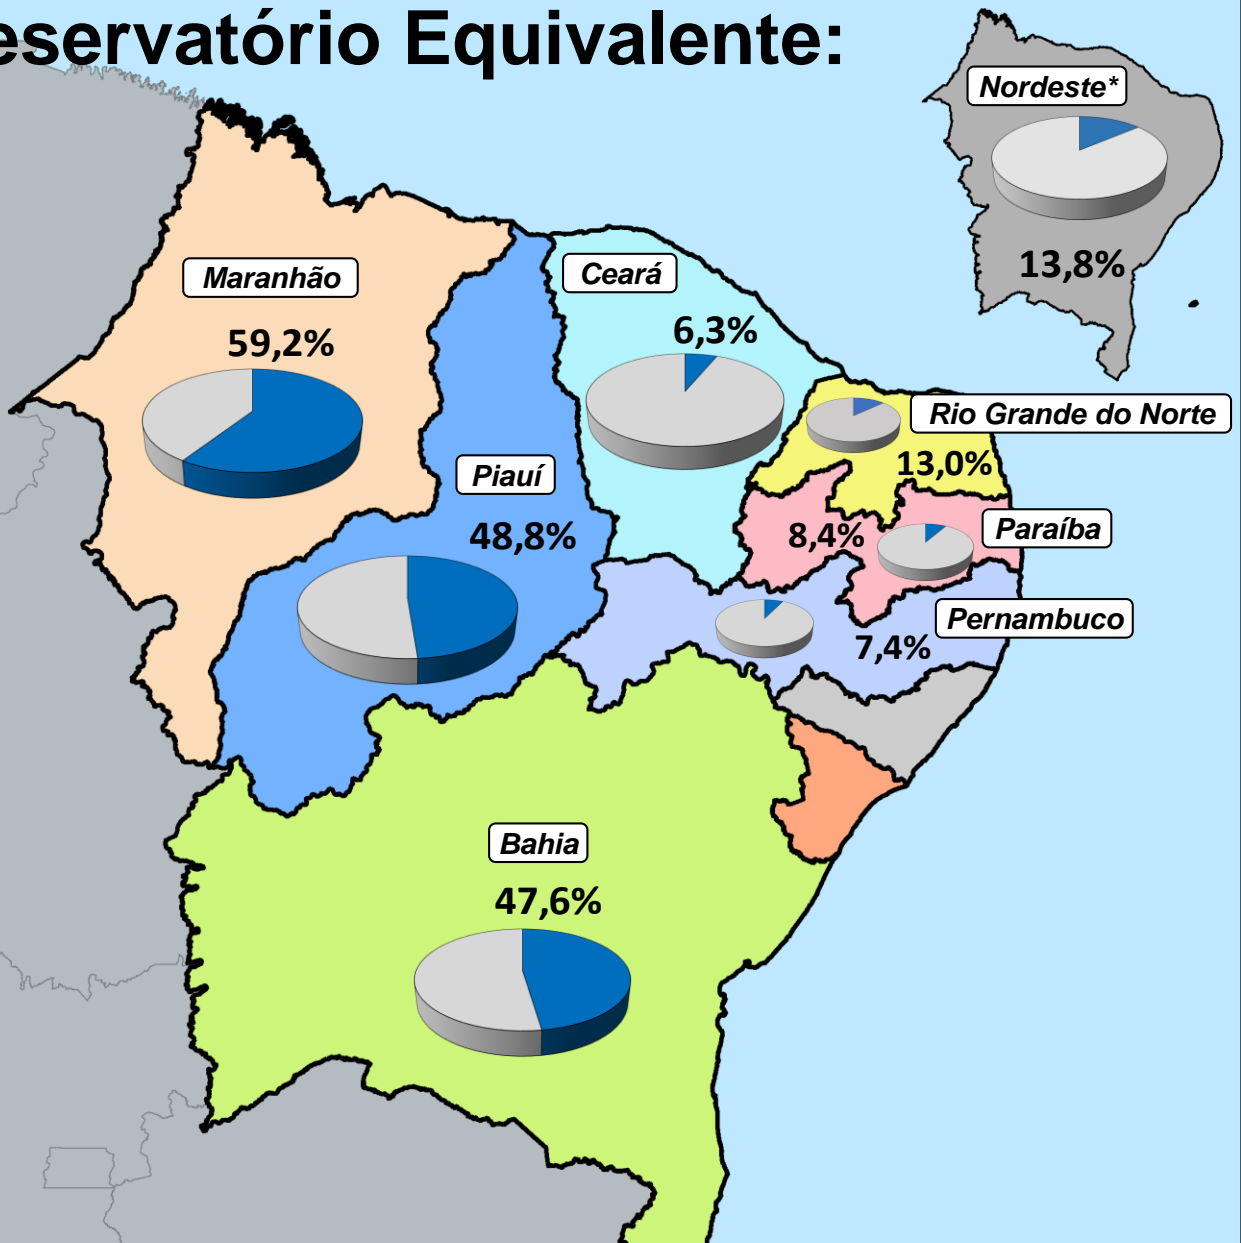 eservatório Equivalente:
Nordeste*
13,8%
Maranhão
59,2%
Ceará
6,3%
Rio Grande do Norte
13,0%
Piauí
48,8%
Paraíba
8,4%
Pernambuco
7,4%
Bahia
47,6%